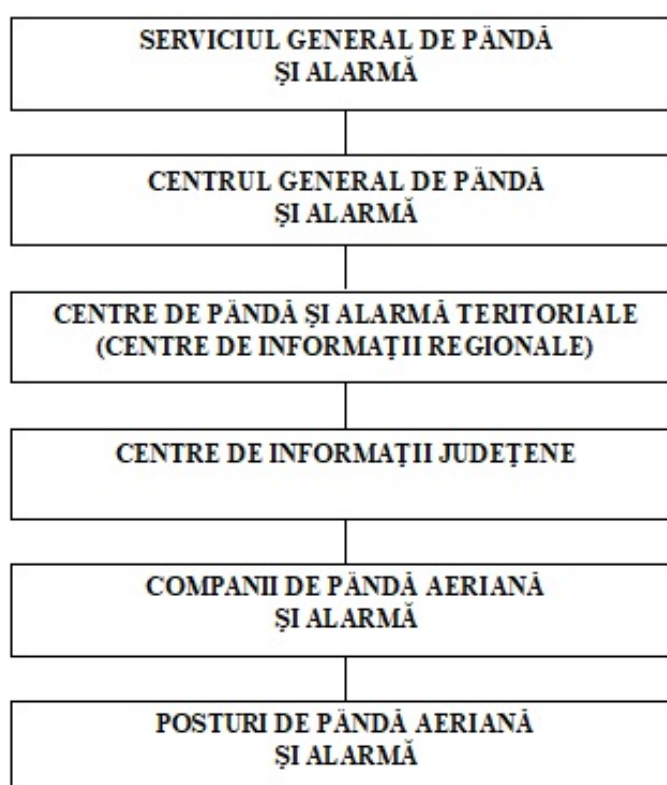 SERVICIUL GENERAL DE PÂNDĂ
ȘI ALARMĂ
CENTRUL GENERAL DE PÂNDĂ
ȘI ALARMĂ
CENTRE DE PÂNDĂ ȘI ALARMĂ TERITORIALE
(CENTRE DE INFORMAȚII REGIONALE)
CENTRE DE INFORMAȚII JUDEȚENE
COMPANII DE PÂNDĂ AERIANĂ
ȘI ALARMĂ
POSTURI DE PÂNDĂ AERIANĂ
ȘI ALARMĂ